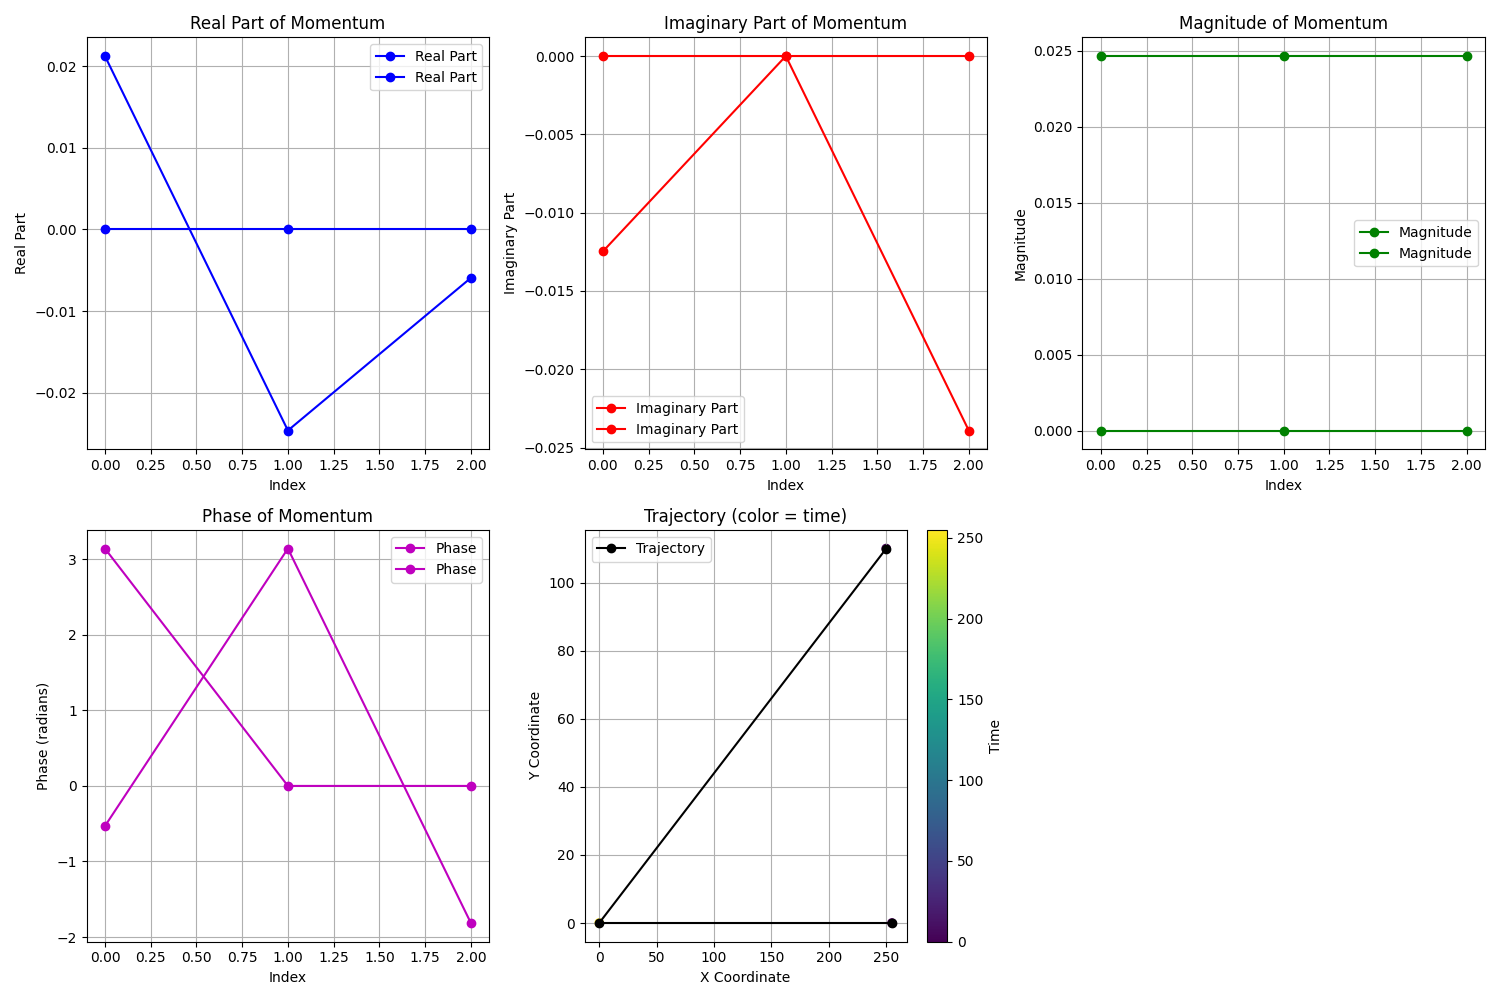 Real Part of Momentum
Real Part
Real Part
0.02
0.01
0.00
−0.01
−0.02
Real Part
0.00 0.25 0.50 0.75 1.00 1.25 1.50 1.75 2.00
Index
Imaginary Part of Momentum
0.000
−0.005
−0.010
−0.015
−0.020
−0.025
Imaginary Part
Imaginary Part
Imaginary Part
0.00 0.25 0.50 0.75 1.00 1.25 1.50 1.75 2.00
Index
Magnitude of Momentum
0.025
0.020
0.015
0.010
0.005
0.000
Magnitude
Magnitude
Magnitude
0.00 0.25 0.50 0.75 1.00 1.25 1.50 1.75 2.00
Index
Phase of Momentum
Phase
Phase
3
2
1
0
−1
−2
Phase (radians)
0.00 0.25 0.50 0.75 1.00 1.25 1.50 1.75 2.00
Index
Trajectory (color = time)
Trajectory
100
80
60
40
20
0
Y Coordinate
0 50 100 150 200 250
X Coordinate
250
200
150
100
50
0
Time